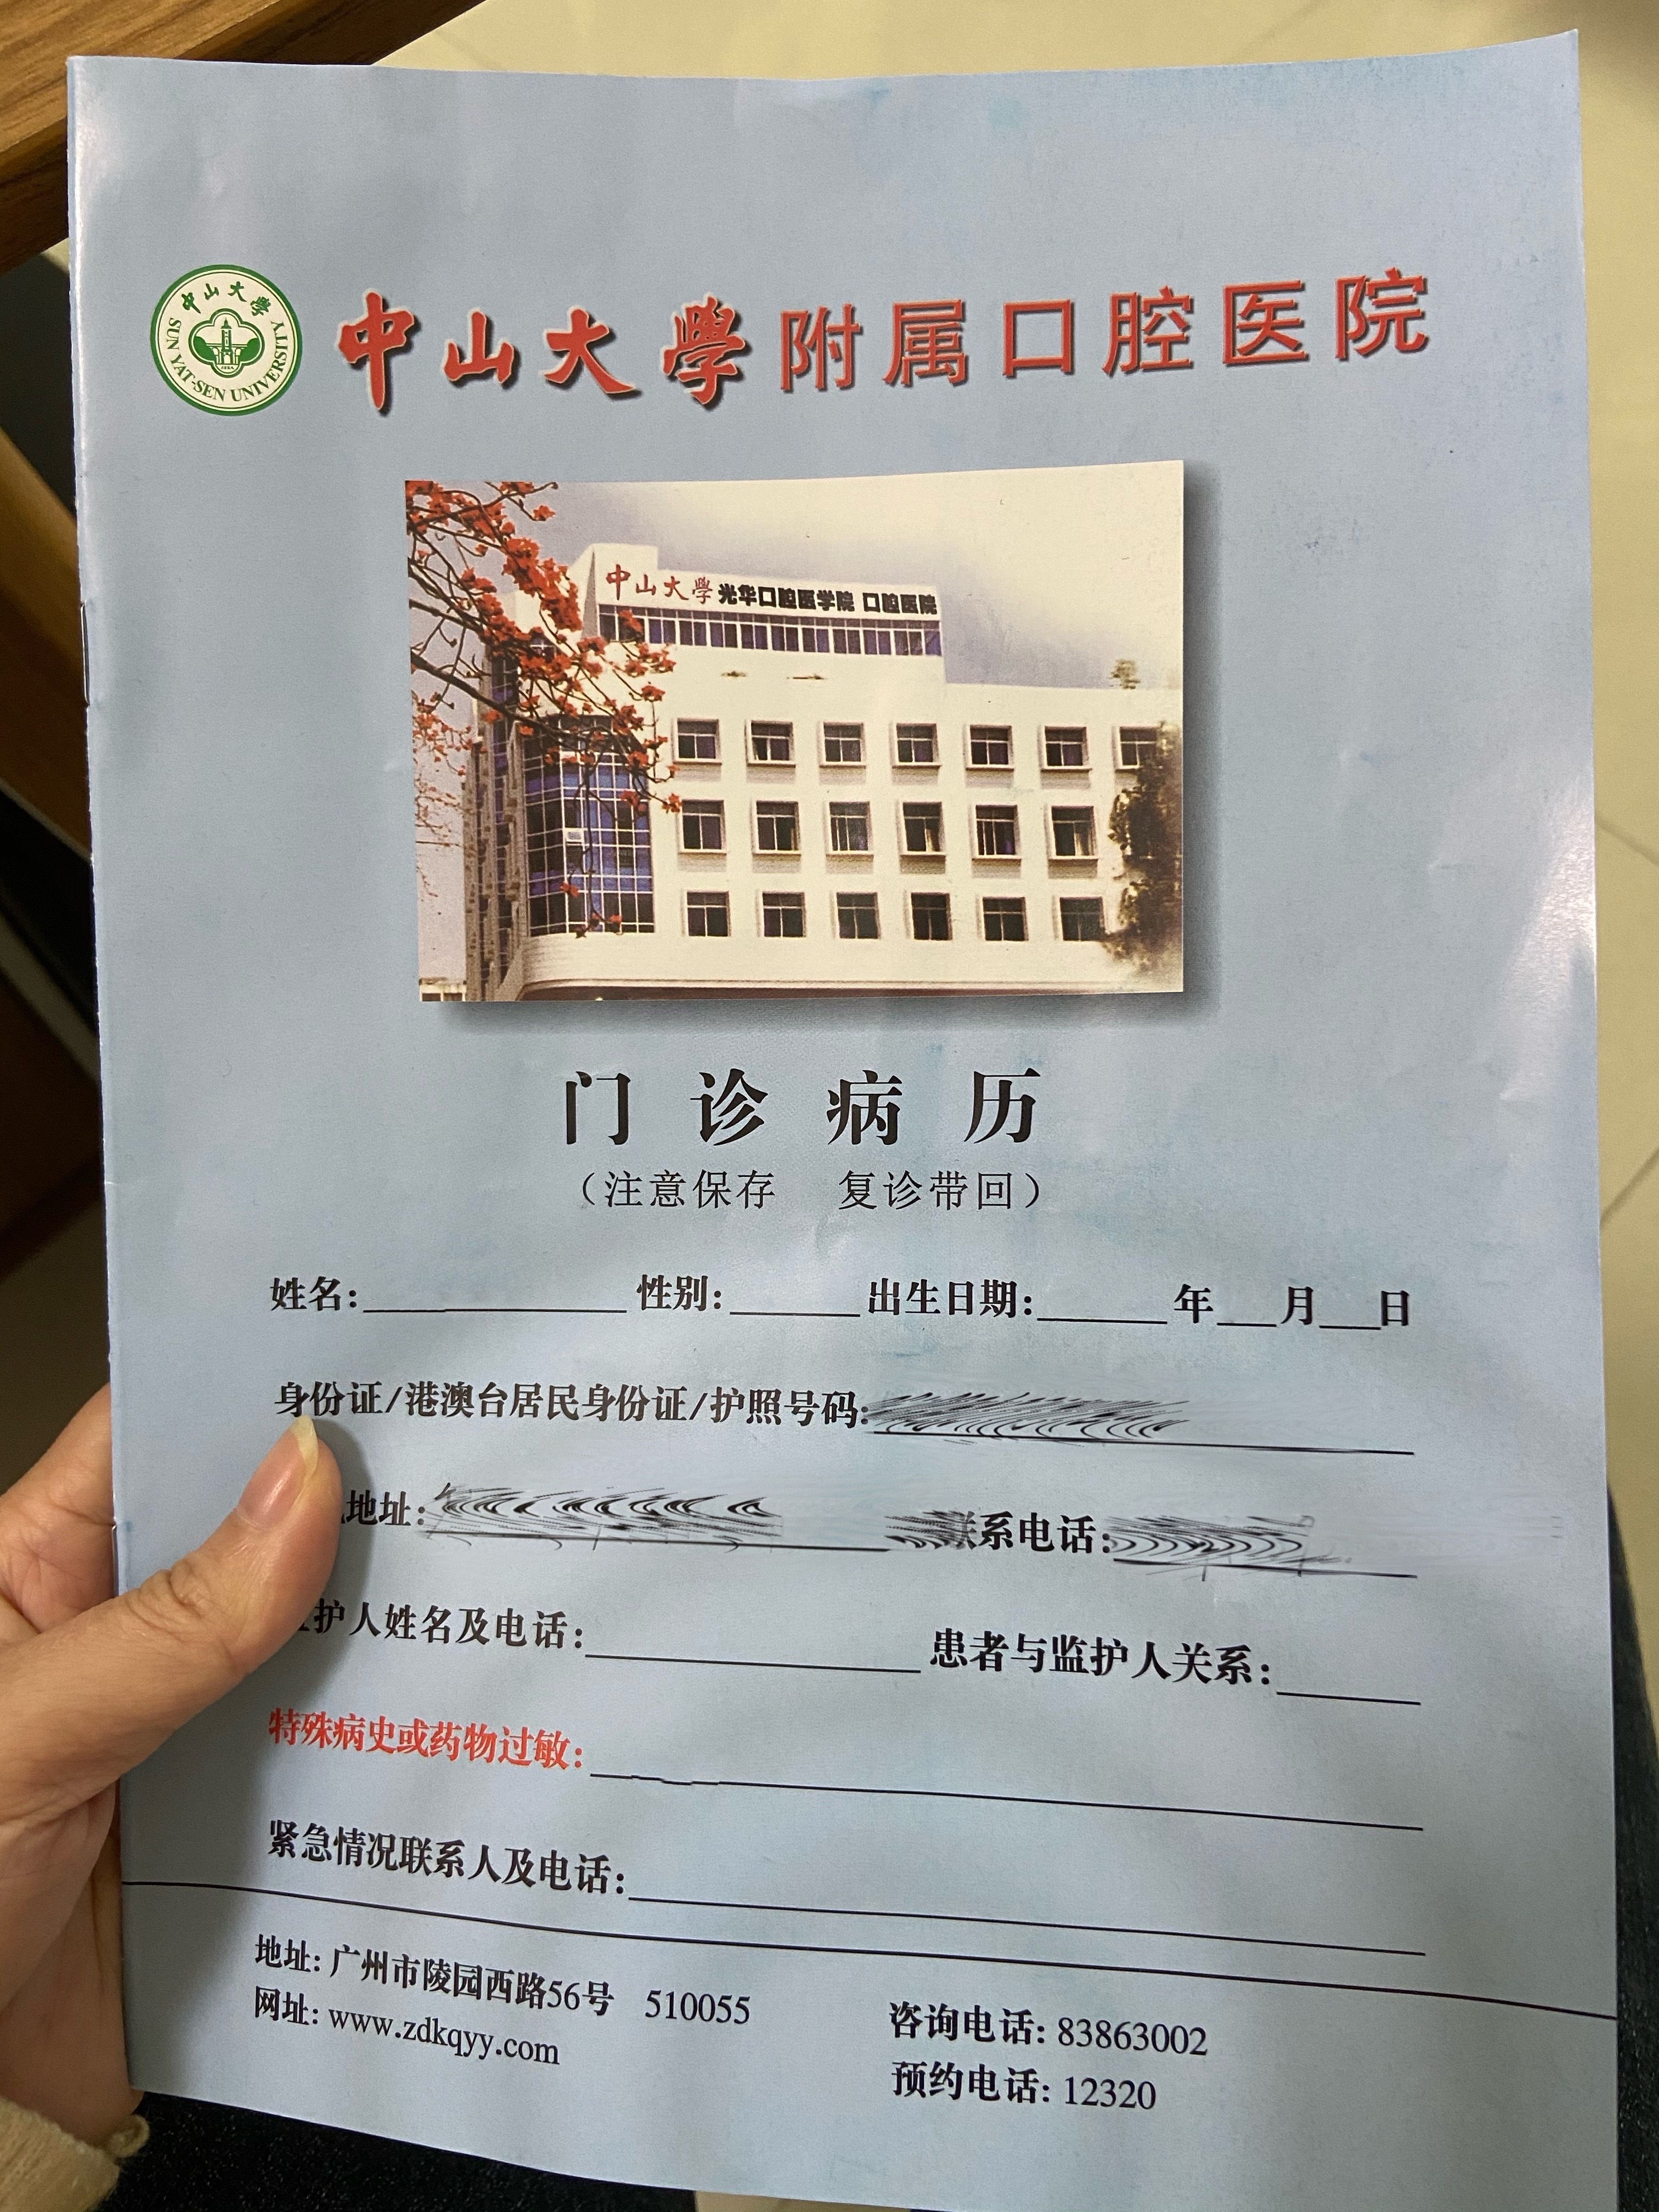 中山大學
SUN YAT-SEN UNIVERSITY
中山大學附属口腔医院
中山大學 光华口腔医学院 口腔医院
门诊病历
（注意保存 复诊带回）
姓名： 性别： 出生日期： 年 月 日
身份证/港澳台居民身份证/护照号码：
地址： 系电话：
护人姓名及电话： 患者与监护人关系：
特殊病史或药物过敏：
紧急情况联系人及电话：
地址: 广州市陵园西路56号 510055
网址: www.zdkqyy.com
咨询电话: 83863002
预约电话: 12320